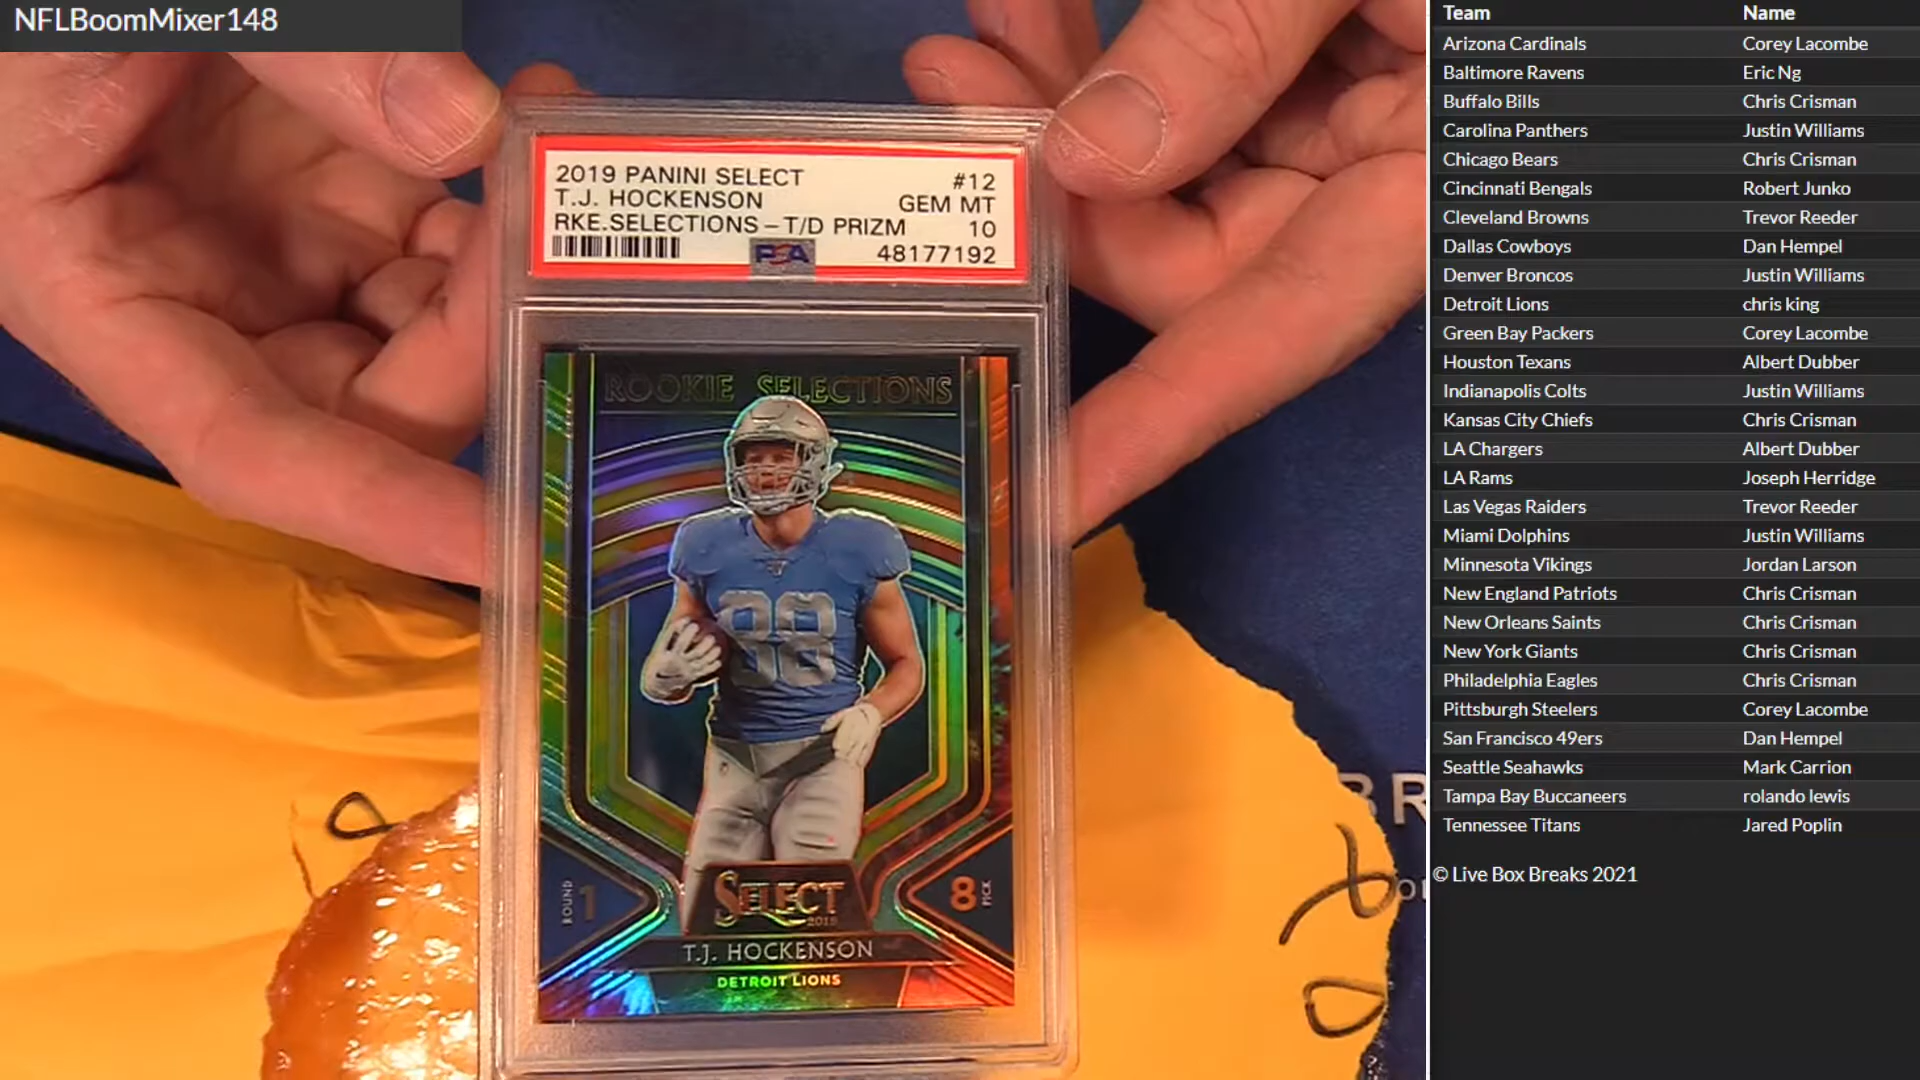 NFLBoomMixer148
2019 PANINI SELECT #12
T.J. HOCKENSON GEM MT
RKE.SELECTIONS – T/D PRIZM 10
PSA 48177192
ROOKIE SELECTIONS
88
ROUND 1
SELECT
2019
8 PICK
T.J. HOCKENSON
DETROIT LIONS
Team Name
Arizona Cardinals Corey Lacombe
Baltimore Ravens Eric Ng
Buffalo Bills Chris Crisman
Carolina Panthers Justin Williams
Chicago Bears Chris Crisman
Cincinnati Bengals Robert Junko
Cleveland Browns Trevor Reeder
Dallas Cowboys Dan Hempel
Denver Broncos Justin Williams
Detroit Lions chris king
Green Bay Packers Corey Lacombe
Houston Texans Albert Dubber
Indianapolis Colts Justin Williams
Kansas City Chiefs Chris Crisman
LA Chargers Albert Dubber
LA Rams Joseph Herridge
Las Vegas Raiders Trevor Reeder
Miami Dolphins Justin Williams
Minnesota Vikings Jordan Larson
New England Patriots Chris Crisman
New Orleans Saints Chris Crisman
New York Giants Chris Crisman
Philadelphia Eagles Chris Crisman
Pittsburgh Steelers Corey Lacombe
San Francisco 49ers Dan Hempel
Seattle Seahawks Mark Carrion
Tampa Bay Buccaneers rolando lewis
Tennessee Titans Jared Poplin
© Live Box Breaks 2021